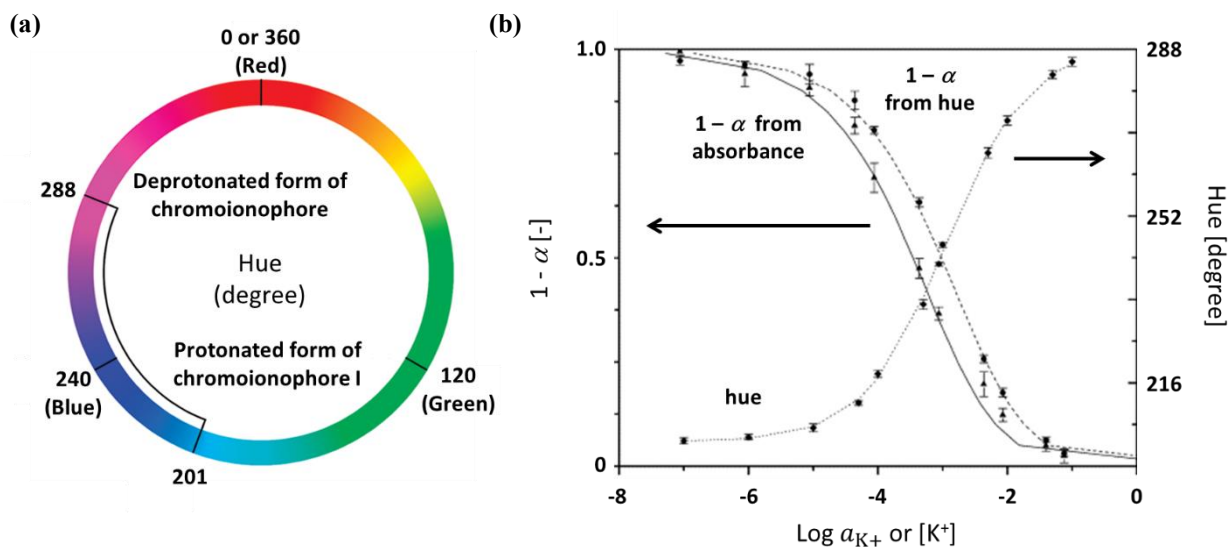 (a)
0 or 360
(Red)
Deprotonated form of
chromoionophore
288
Hue
(degree)
Protonated form of
chromoionophore I
240
(Blue)
120
(Green)
201
(b)
1.0
0.5
0
1 - α [-]
288
252
216
Hue [degree]
1 – α
from hue
1 – α from
absorbance
hue
-8
-6
-4
-2
0
Log aK+ or [K⁺]